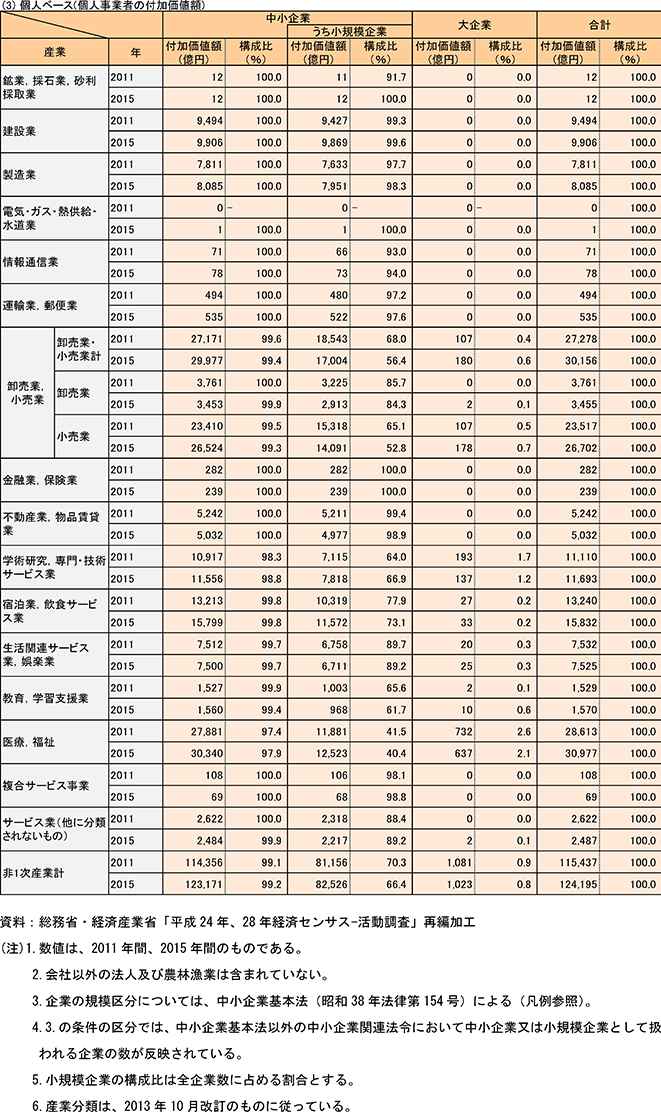 (3) 個人ベース(個人事業者の付加価値額)
中小企業 大企業 合計
うち小規模企業
産業 年 付加価値額(億円) 構成比(%) 付加価値額(億円) 構成比(%) 付加価値額(億円) 構成比(%) 付加価値額(億円) 構成比(%)
鉱業，採石業，砂利採取業 2011 12 100.0 11 91.7 0 0.0 12 100.0
2015 12 100.0 12 100.0 0 0.0 12 100.0
建設業 2011 9,494 100.0 9,427 99.3 0 0.0 9,494 100.0
2015 9,906 100.0 9,869 99.6 0 0.0 9,906 100.0
製造業 2011 7,811 100.0 7,633 97.7 0 0.0 7,811 100.0
2015 8,085 100.0 7,951 98.3 0 0.0 8,085 100.0
電気・ガス・熱供給・水道業 2011 0 - 0 - 0 - 0 100.0
2015 1 100.0 1 100.0 0 0.0 1 100.0
情報通信業 2011 71 100.0 66 93.0 0 0.0 71 100.0
2015 78 100.0 73 94.0 0 0.0 78 100.0
運輸業，郵便業 2011 494 100.0 480 97.2 0 0.0 494 100.0
2015 535 100.0 522 97.6 0 0.0 535 100.0
卸売業，小売業 卸売業・小売業計 2011 27,171 99.6 18,543 68.0 107 0.4 27,278 100.0
2015 29,977 99.4 17,004 56.4 180 0.6 30,156 100.0
卸売業 2011 3,761 100.0 3,225 85.7 0 0.0 3,761 100.0
2015 3,453 99.9 2,913 84.3 2 0.1 3,455 100.0
小売業 2011 23,410 99.5 15,318 65.1 107 0.5 23,517 100.0
2015 26,524 99.3 14,091 52.8 178 0.7 26,702 100.0
金融業，保険業 2011 282 100.0 282 100.0 0 0.0 282 100.0
2015 239 100.0 239 100.0 0 0.0 239 100.0
不動産業，物品賃貸業 2011 5,242 100.0 5,211 99.4 0 0.0 5,242 100.0
2015 5,032 100.0 4,977 98.9 0 0.0 5,032 100.0
学術研究，専門・技術サービス業 2011 10,917 98.3 7,115 64.0 193 1.7 11,110 100.0
2015 11,556 98.8 7,818 66.9 137 1.2 11,693 100.0
宿泊業，飲食サービス業 2011 13,213 99.8 10,319 77.9 27 0.2 13,240 100.0
2015 15,799 99.8 11,572 73.1 33 0.2 15,832 100.0
生活関連サービス業，娯楽業 2011 7,512 99.7 6,758 89.7 20 0.3 7,532 100.0
2015 7,500 99.7 6,711 89.2 25 0.3 7,525 100.0
教育，学習支援業 2011 1,527 99.9 1,003 65.6 2 0.1 1,529 100.0
2015 1,560 99.4 968 61.7 10 0.6 1,570 100.0
医療，福祉 2011 27,881 97.4 11,881 41.5 732 2.6 28,613 100.0
2015 30,340 97.9 12,523 40.4 637 2.1 30,977 100.0
複合サービス事業 2011 108 100.0 106 98.1 0 0.0 108 100.0
2015 69 100.0 68 98.8 0 0.0 69 100.0
サービス業(他に分類されないもの) 2011 2,622 100.0 2,318 88.4 0 0.0 2,622 100.0
2015 2,484 99.9 2,217 89.2 2 0.1 2,487 100.0
非1次産業計 2011 114,356 99.1 81,156 70.3 1,081 0.9 115,437 100.0
2015 123,171 99.2 82,526 66.4 1,023 0.8 124,195 100.0
資料：総務省・経済産業省「平成24年、28年経済センサス-活動調査」再編加工
(注)1. 数値は、2011年間、2015年間のものである。
2. 会社以外の法人及び農林漁業は含まれていない。
3. 企業の規模区分については、中小企業基本法（昭和38年法律第154号）による（凡例参照）。
4. 3.の条件の区分では、中小企業基本法以外の中小企業関連法令において中小企業又は小規模企業として扱
われる企業の数が反映されている。
5. 小規模企業の構成比は全企業数に占める割合とする。
6. 産業分類は、2013年10月改訂のものに従っている。